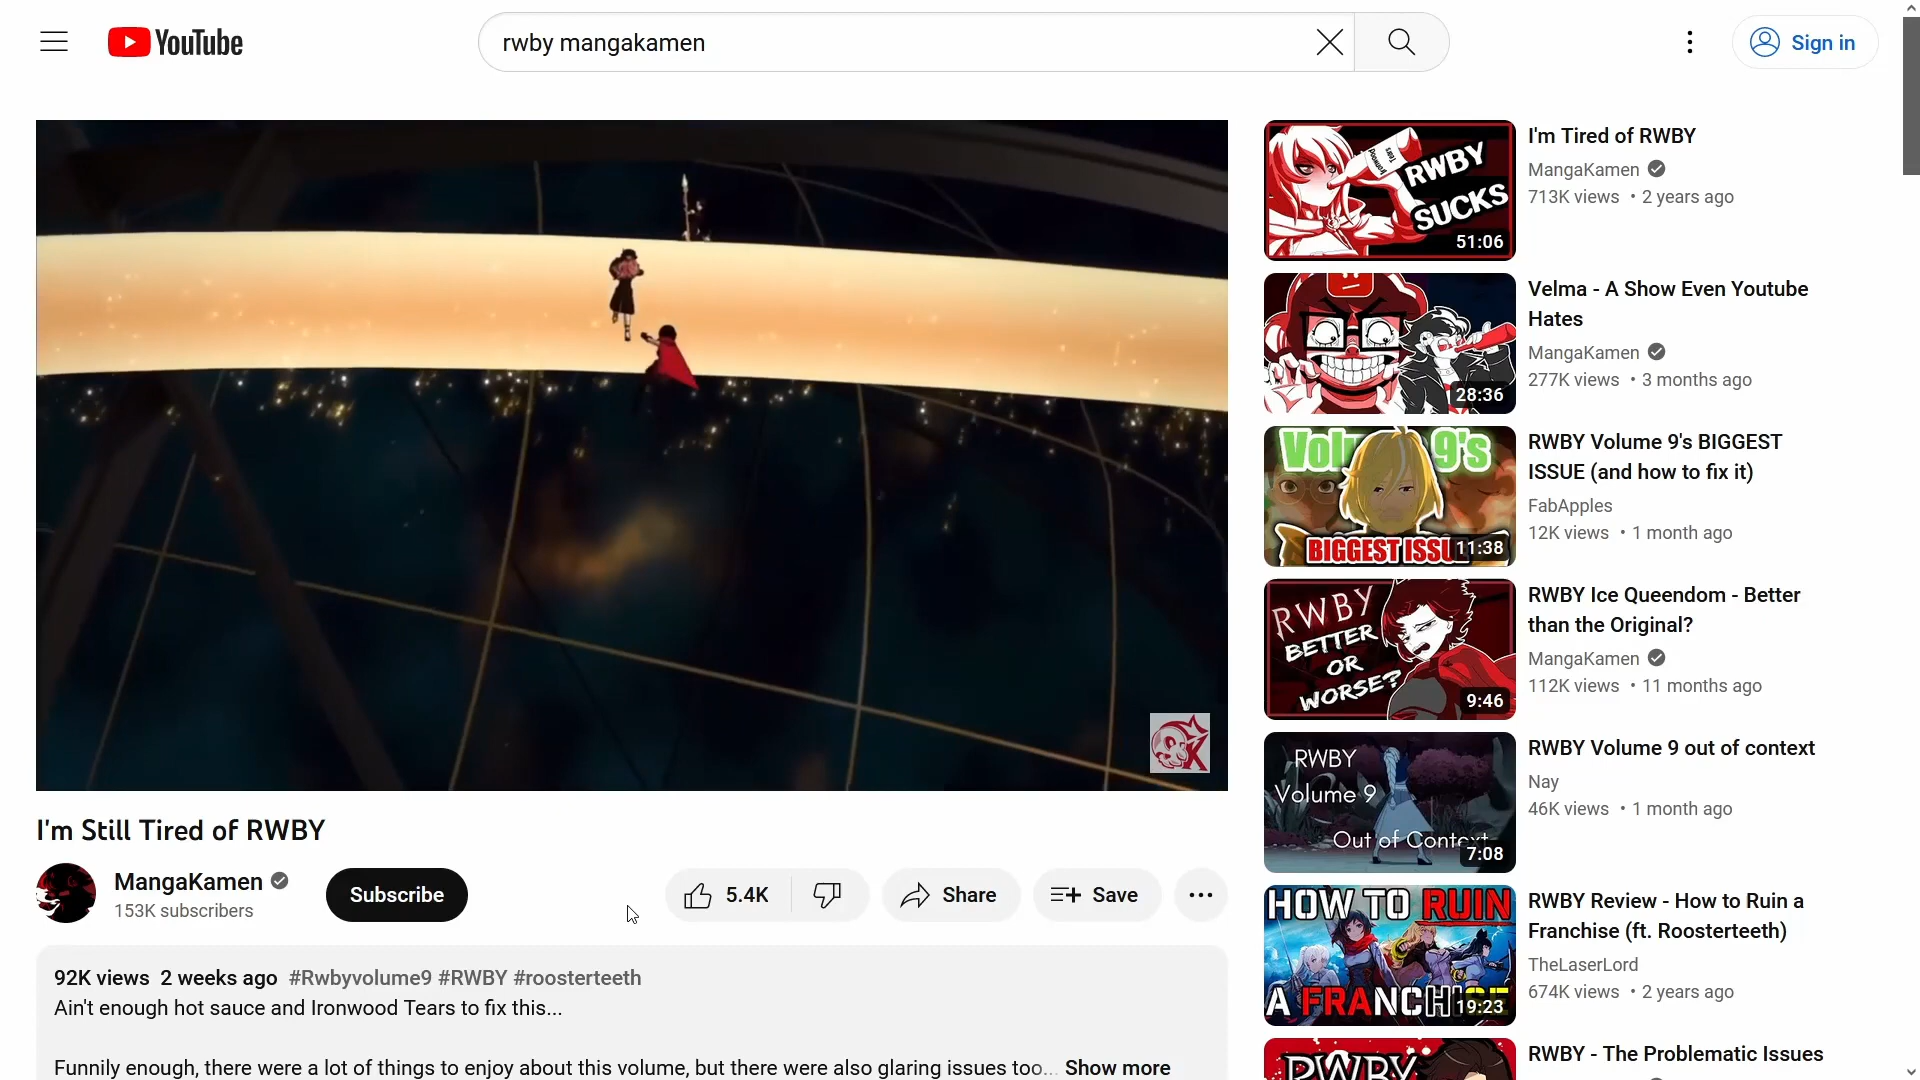 YouTube
rwby mangakamen
Sign in
I'm Still Tired of RWBY
MangaKamen
153K subscribers
Subscribe
5.4K
Share
Save
92K views 2 weeks ago #Rwbyvolume9 #RWBY #roosterteeth
Ain't enough hot sauce and Ironwood Tears to fix this...
Funnily enough, there were a lot of things to enjoy about this volume, but there were also glaring issues too... Show more
RWBY
SUCKS
51:06
I'm Tired of RWBY
MangaKamen
713K views • 2 years ago
28:36
Velma - A Show Even Youtube
Hates
MangaKamen
277K views • 3 months ago
9's
11:38
RWBY Volume 9's BIGGEST
ISSUE (and how to fix it)
FabApples
12K views • 1 month ago
RWBY
BETTER
OR
WORSE?
9:46
RWBY Ice Queendom - Better
than the Original?
MangaKamen
112K views • 11 months ago
RWBY
Volume 9
Out of Context
7:08
RWBY Volume 9 out of context
Nay
46K views • 1 month ago
HOW TO RUIN
A FRANCHISE
19:23
RWBY Review - How to Ruin a
Franchise (ft. Roosterteeth)
TheLaserLord
674K views • 2 years ago
RWBY
RWBY - The Problematic Issues